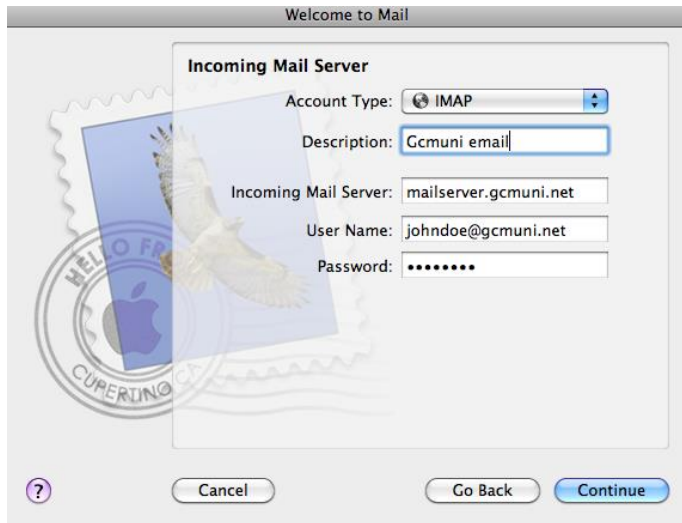 Welcome to Mail
Incoming Mail Server
Account Type: IMAP
Description: Gcmuni email
Incoming Mail Server: mailserver.gcmuni.net
User Name: johndoe@gcmuni.net
Password: ••••••••
HELLO FR
CUPERTINO CA
? Cancel Go Back Continue